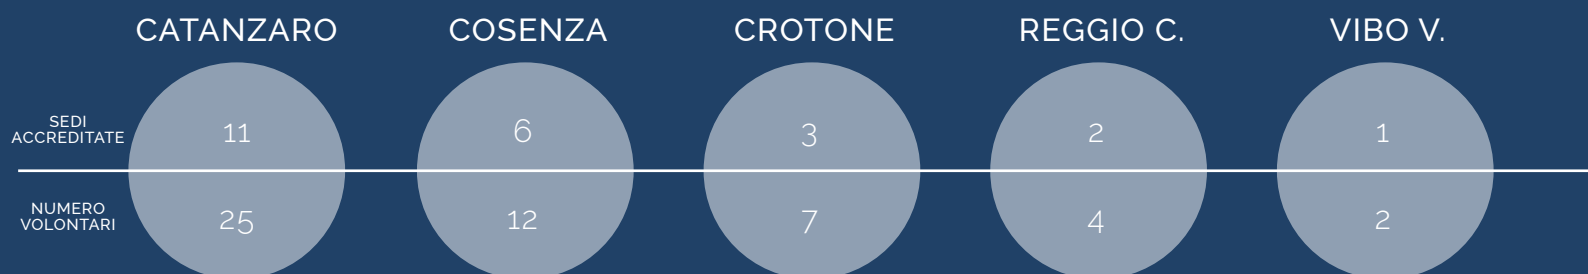 CATANZARO COSENZA CROTONE REGGIO C. VIBO V.
SEDI
ACCREDITATE 11 6 3 2 1
NUMERO
VOLONTARI 25 12 7 4 2